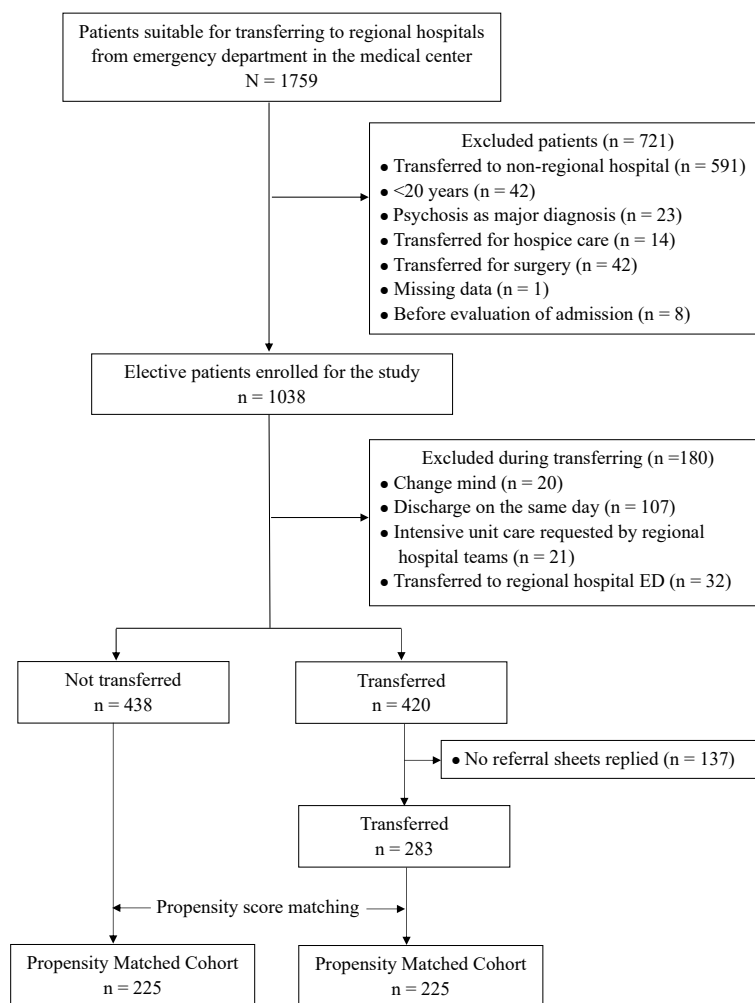 Patients suitable for transferring to regional hospitals
from emergency department in the medical center
N = 1759
Excluded patients (n = 721)
● Transferred to non-regional hospital (n = 591)
● <20 years (n = 42)
● Psychosis as major diagnosis (n = 23)
● Transferred for hospice care (n = 14)
● Transferred for surgery (n = 42)
● Missing data (n = 1)
● Before evaluation of admission (n = 8)
Elective patients enrolled for the study
n = 1038
Excluded during transferring (n =180)
● Change mind (n = 20)
● Discharge on the same day (n = 107)
● Intensive unit care requested by regional
hospital teams (n = 21)
● Transferred to regional hospital ED (n = 32)
Not transferred
n = 438
Transferred
n = 420
● No referral sheets replied (n = 137)
Transferred
n = 283
Propensity score matching
Propensity Matched Cohort
n = 225
Propensity Matched Cohort
n = 225